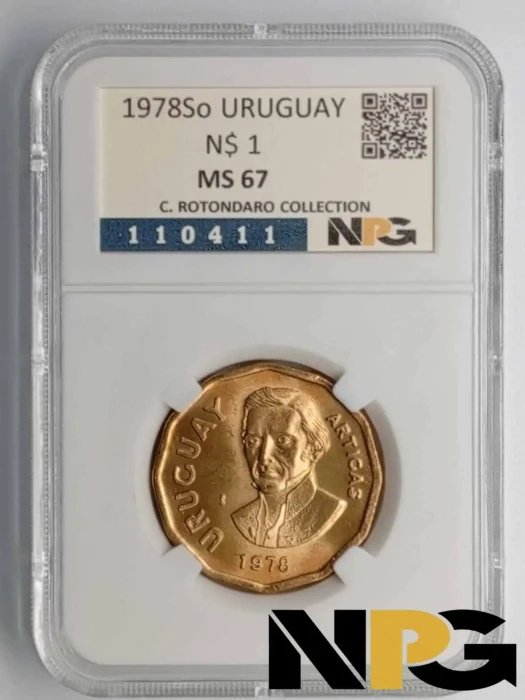 1978So URUGUAY
N$ 1
MS 67
C. ROTONDARO COLLECTION
110411 NPG
URUGUAY
ARTIGAS
1978
NPG